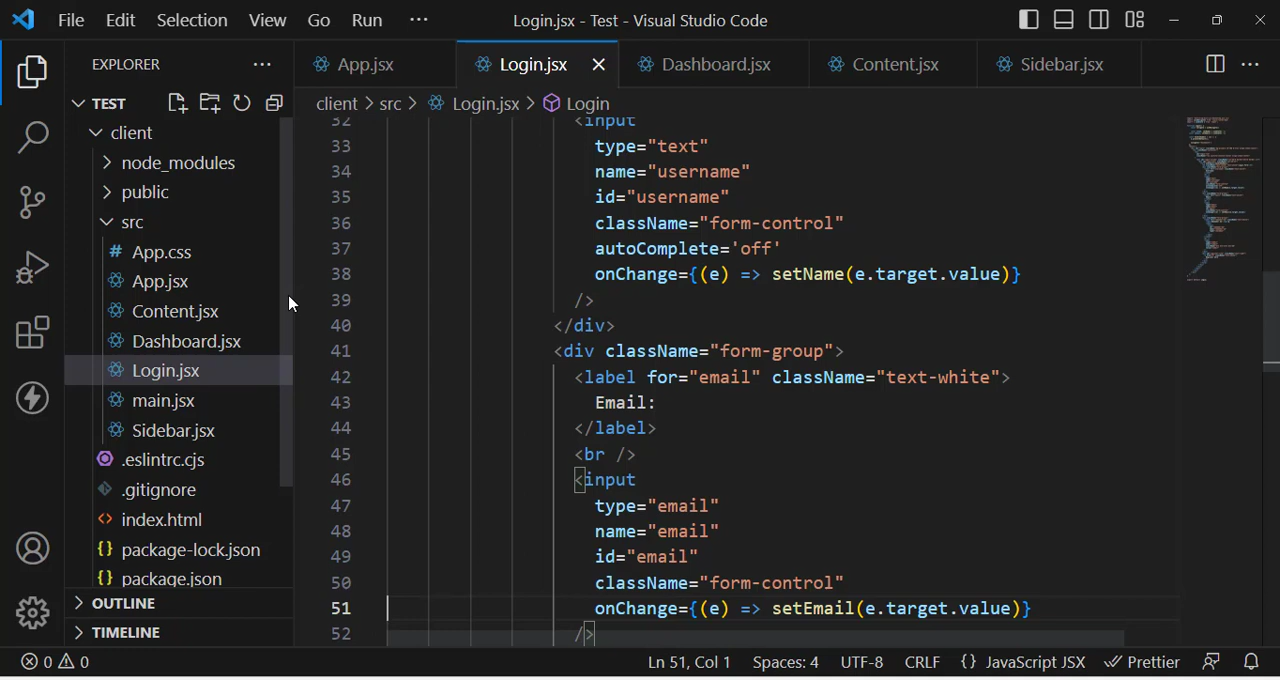 File Edit Selection View Go Run ··· Login.jsx - Test - Visual Studio Code
EXPLORER ···
TEST
client
node_modules
public
src
# App.css
App.jsx
Content.jsx
Dashboard.jsx
Login.jsx
main.jsx
Sidebar.jsx
.eslintrc.cjs
.gitignore
<> index.html
{} package-lock.json
{} package.json
OUTLINE
TIMELINE
App.jsx Login.jsx Dashboard.jsx Content.jsx Sidebar.jsx ···
client > src > Login.jsx > Login
32 <input
33 type="text"
34 name="username"
35 id="username"
36 className="form-control"
37 autoComplete='off'
38 onChange={(e) => setName(e.target.value)}
39 />
40 </div>
41 <div className="form-group">
42 <label for="email" className="text-white">
43 Email:
44 </label>
45 <br />
46 <input
47 type="email"
48 name="email"
49 id="email"
50 className="form-control"
51 onChange={(e) => setEmail(e.target.value)}
52 />
0 0 Ln 51, Col 1 Spaces: 4 UTF-8 CRLF {} JavaScript JSX Prettier